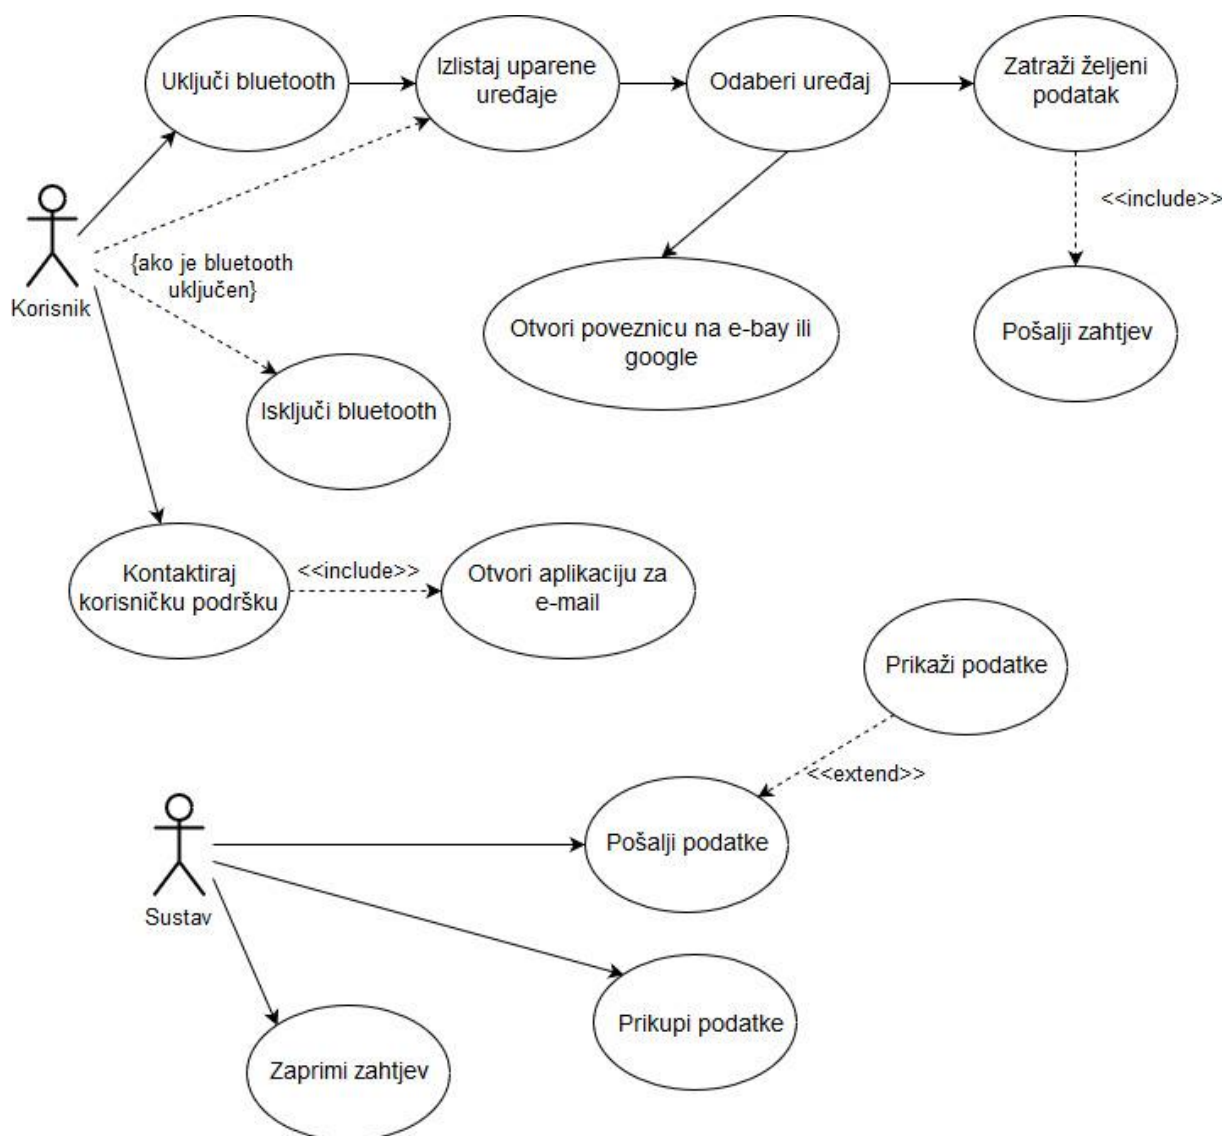 Uključi bluetooth
Izlistaj uparene
uređaje
Odaberi uređaj
Zatraži željeni
podatak
<<include>>
Korisnik
{ako je bluetooth
uključen}
Otvori poveznicu na e-bay ili
google
Pošalji zahtjev
Isključi bluetooth
Kontaktiraj
korisničku podršku
<<include>>
Otvori aplikaciju za
e-mail
Prikaži podatke
<<extend>>
Pošalji podatke
Sustav
Prikupi podatke
Zaprimi zahtjev